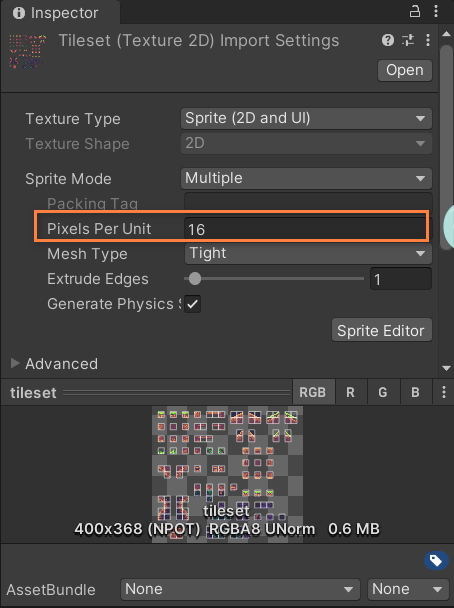 Inspector
Tileset (Texture 2D) Import Settings
Open
Texture Type Sprite (2D and UI)
Texture Shape 2D
Sprite Mode Multiple
Packing Tag
Pixels Per Unit 16
Mesh Type Tight
Extrude Edges 1
Generate Physics S
Sprite Editor
Advanced
tileset RGB R G B
tileset
400x368 (NPOT) RGBA8 UNorm 0.6 MB
AssetBundle None None